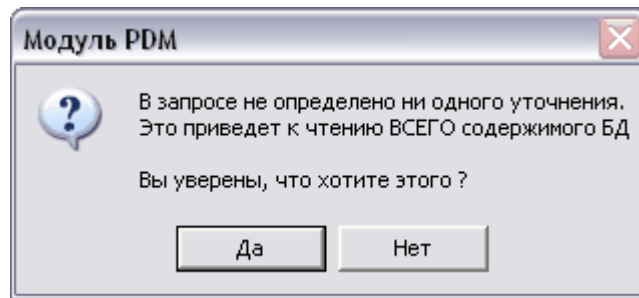 Модуль PDM
В запросе не определено ни одного уточнения.
Это приведет к чтению ВСЕГО содержимого БД
Вы уверены, что хотите этого ?
Да
Нет